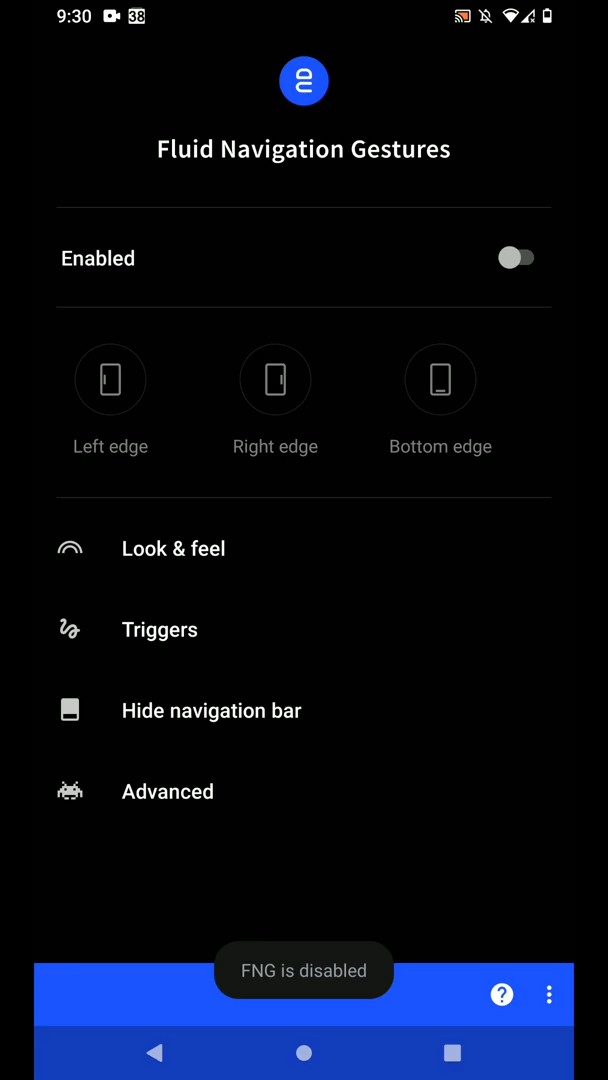 9:30
38
Fluid Navigation Gestures
Enabled
Left edge
Right edge
Bottom edge
Look & feel
Triggers
Hide navigation bar
Advanced
FNG is disabled
?